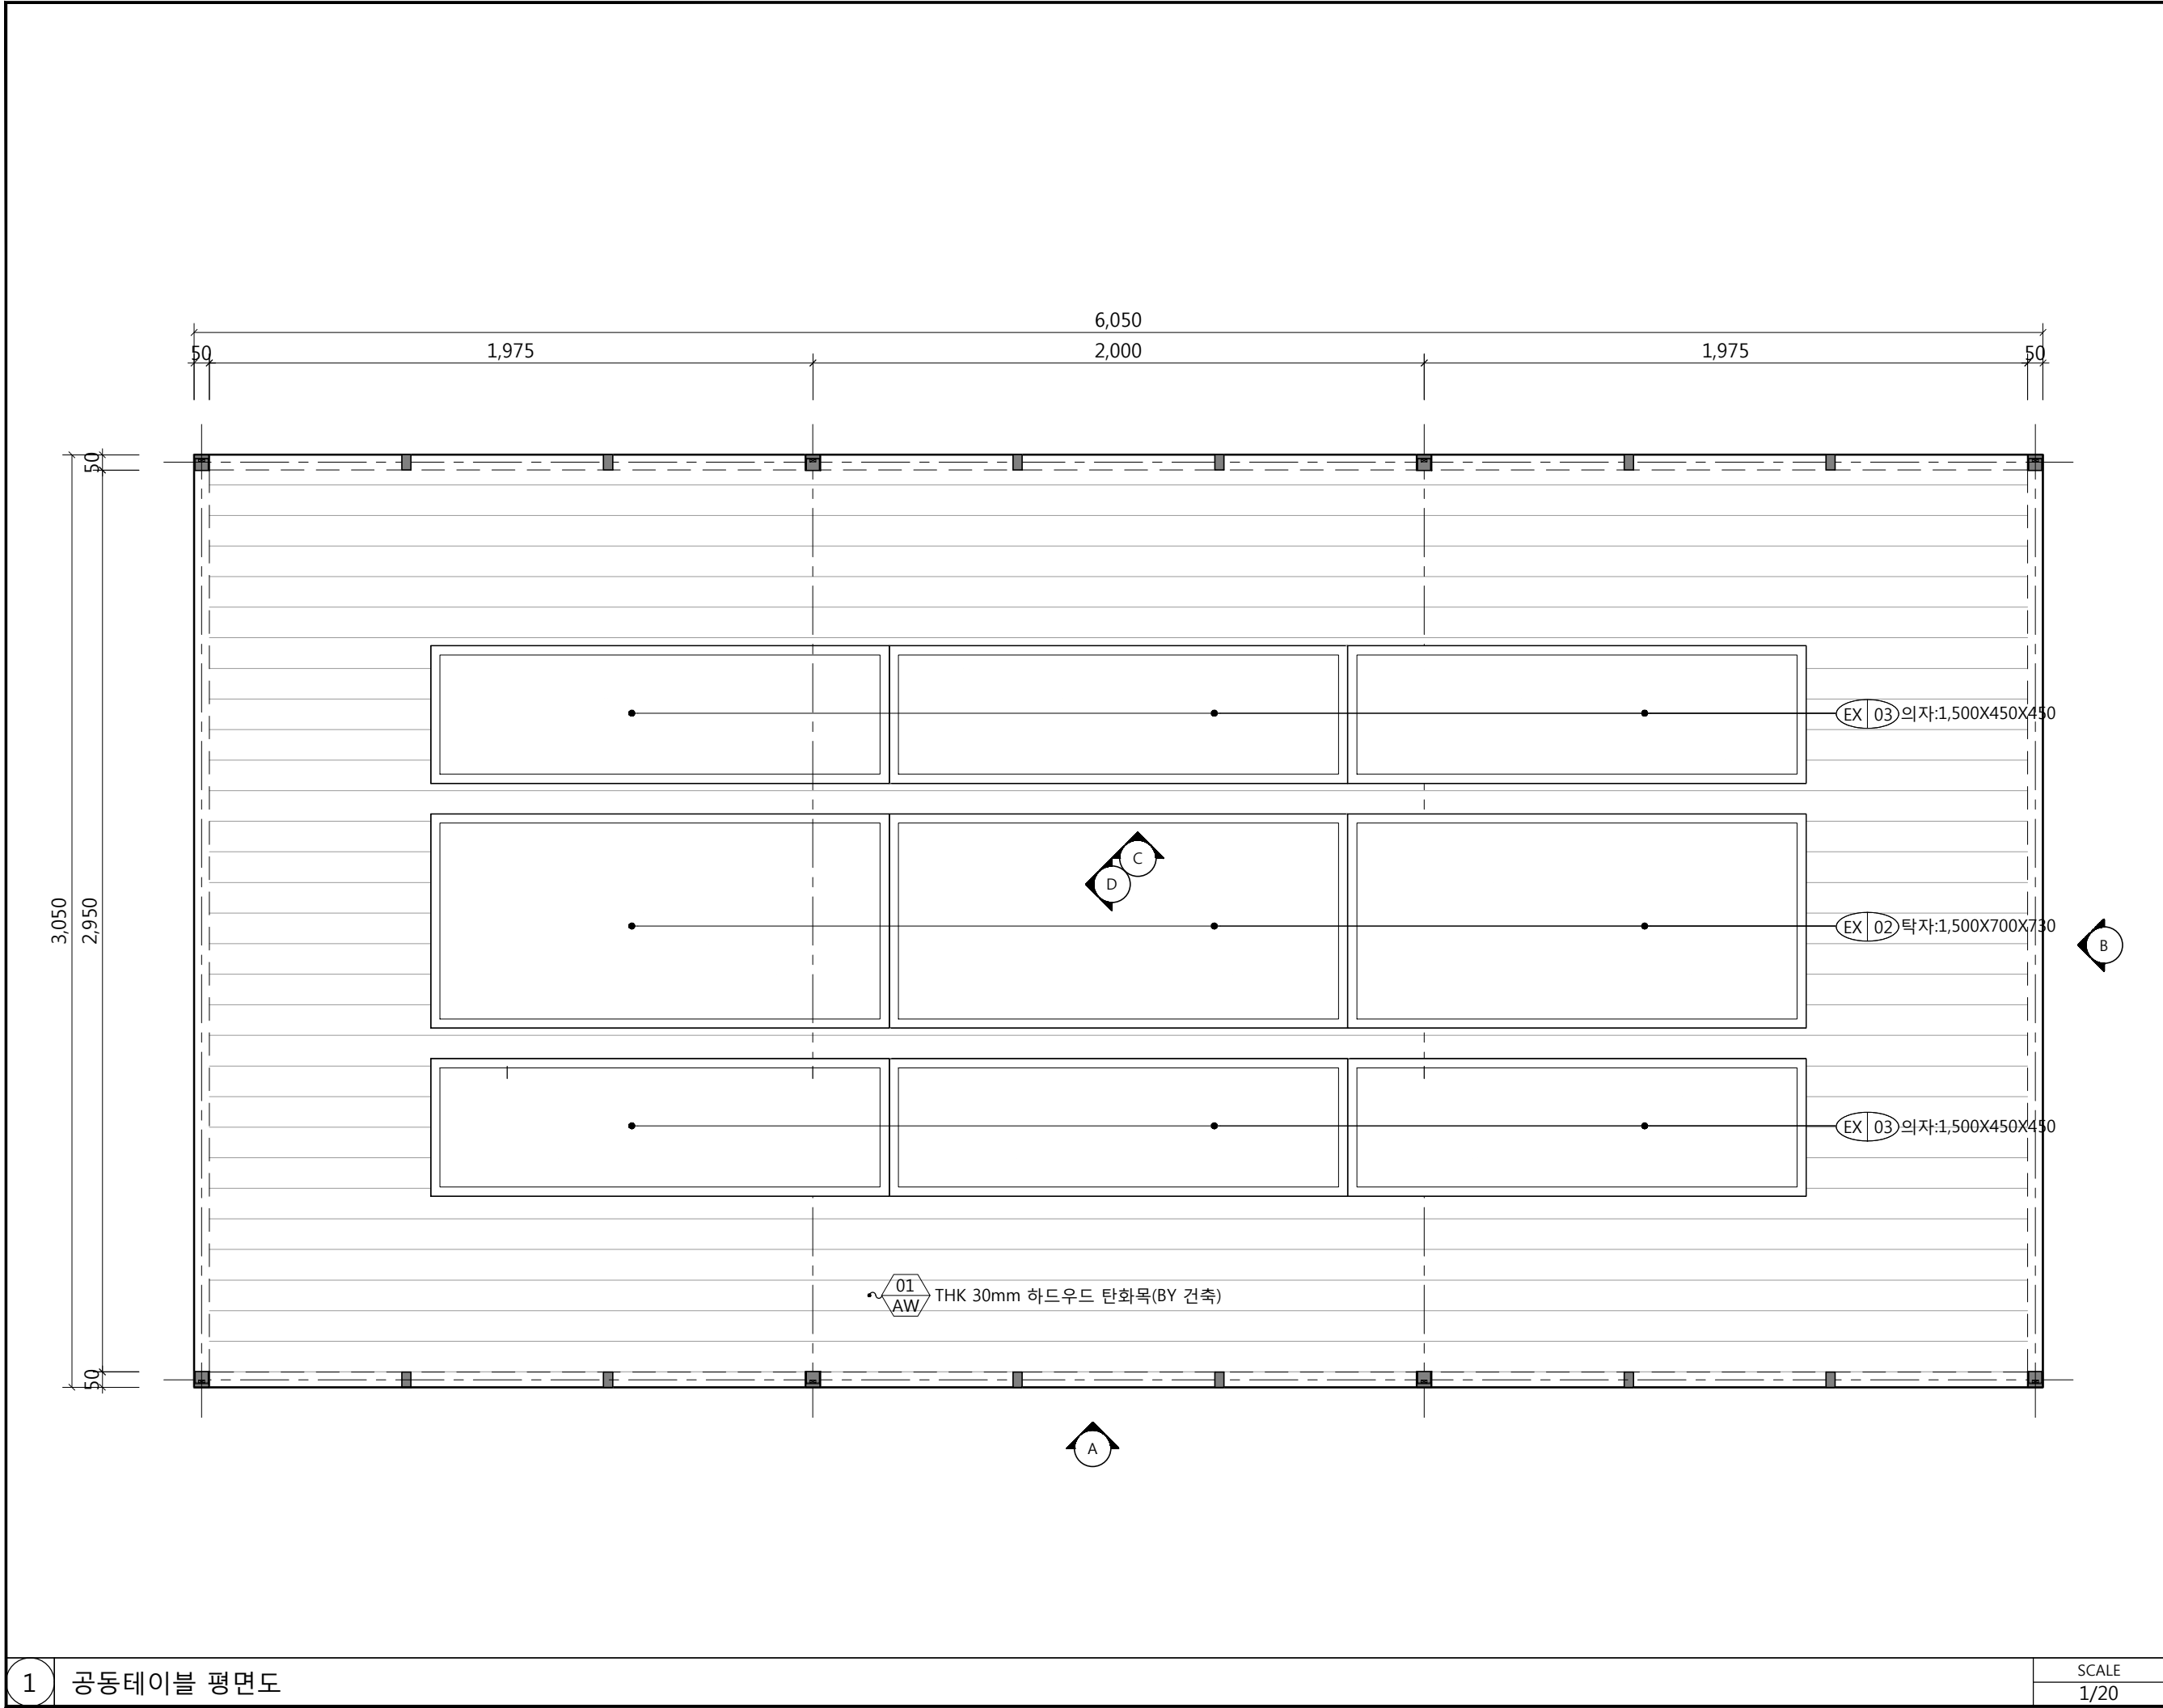 6,050
50 1,975 2,000 1,975 50
50
3,050
2,950
50
EX 03 의자:1,500X450X450
C
D
EX 02 탁자:1,500X700X730
B
EX 03 의자:1,500X450X450
01
AW
THK 30mm 하드우드 탄화목(BY 건축)
A
1 공동테이블 평면도
SCALE
1/20